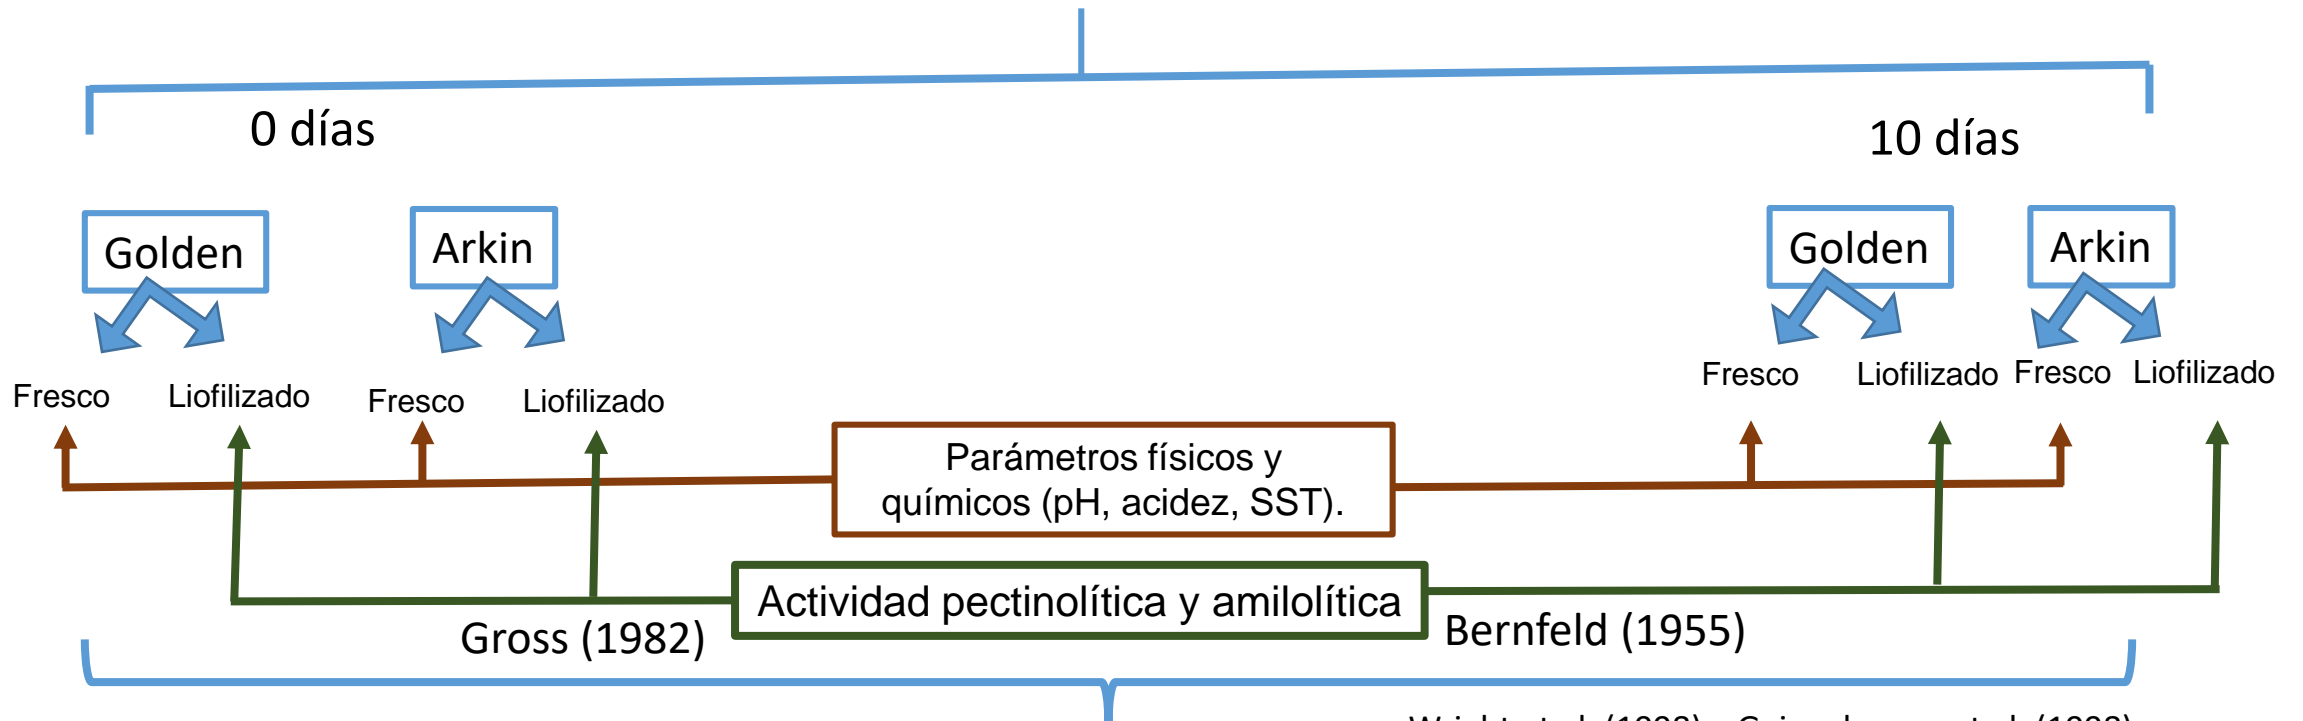 0 días
10 días
Golden
Arkin
Golden
Arkin
Fresco
Liofilizado
Fresco
Liofilizado
Fresco
Liofilizado
Fresco
Liofilizado
Parámetros físicos y
químicos (pH, acidez, SST).
Actividad pectinolítica y amilolítica
Gross (1982)
Bernfeld (1955)